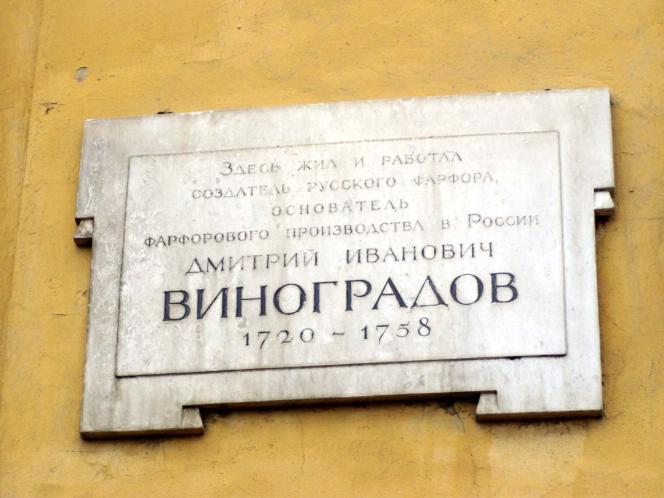 Здесь жил и работал
создатель русского фарфора,
основатель
фарфорового производства в России
Дмитрий Иванович
ВИНОГРАДОВ
1720 - 1758